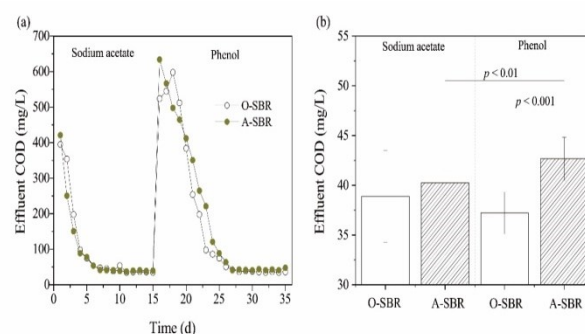 (a)
Sodium acetate Phenol
Effluent COD (mg/L)
700
600
500
400
300
200
100
0
O-SBR
A-SBR
0 5 10 15 20 25 30 35
Time (d)
(b)
Sodium acetate Phenol
p < 0.01
p < 0.001
Effluent COD (mg/L)
55
50
45
40
35
30
O-SBR A-SBR O-SBR A-SBR